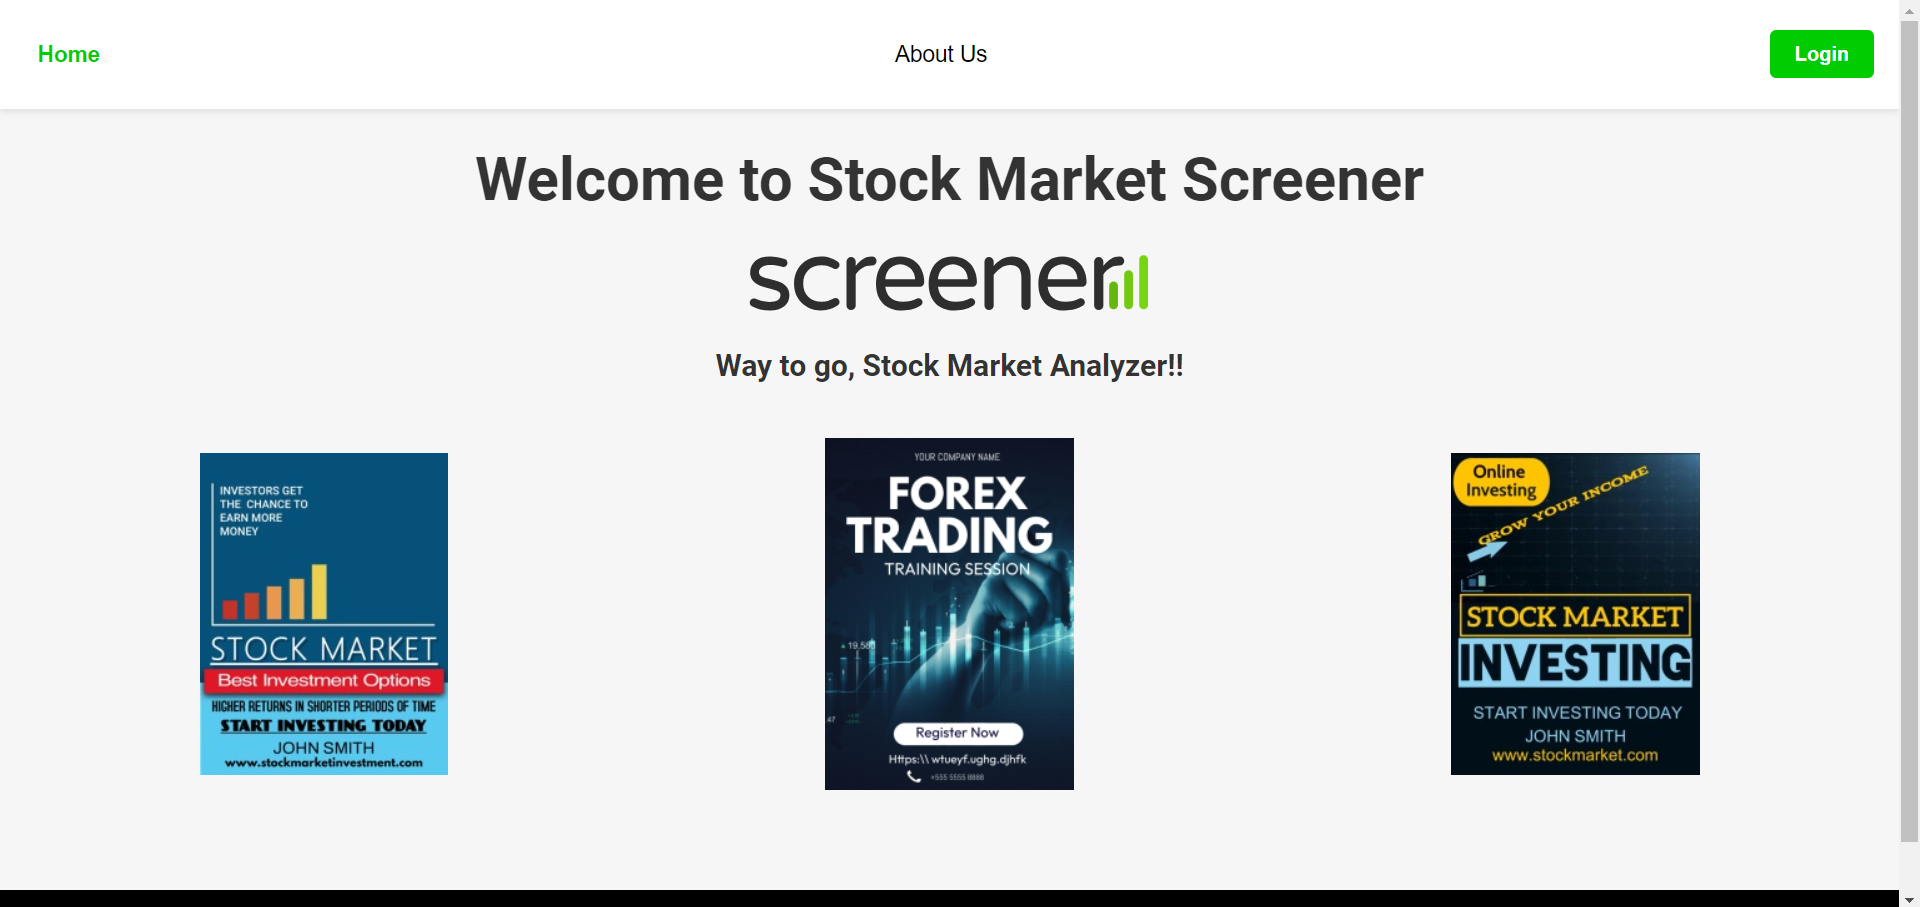 Home
About Us
Login
Welcome to Stock Market Screener
screener
Way to go, Stock Market Analyzer!!
INVESTORS GET
THE CHANCE TO
EARN MORE
MONEY
STOCK MARKET
Best Investment Options
HIGHER RETURNS IN SHORTER PERIODS OF TIME
START INVESTING TODAY
JOHN SMITH
www.stockmarketinvestment.com
YOUR COMPANY NAME
FOREX
TRADING
TRAINING SESSION
19,580
47
Register Now
Https:\\ wtueyf.ughg.djhfk
+555 5555 8888
Online
Investing
GROW YOUR INCOME
STOCK MARKET
INVESTING
START INVESTING TODAY
JOHN SMITH
www.stockmarket.com